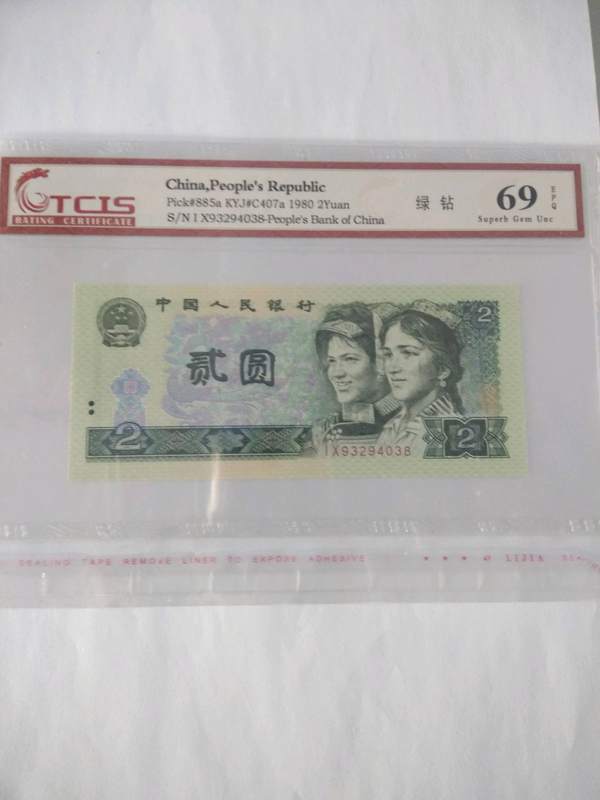 TCIS
RATING CERTIFICATE
China,People's Republic
Pick#885a KYJ#C407a 1980 2Yuan
S/N I X93294038-People's Bank of China
绿 钻
69 EPQ
Superb Gem Unc
中国人民银行
2
贰圆
2
IX93294038
2
SEALING TAPE REMOVE LINER TO EXPOSE ADHESIVE